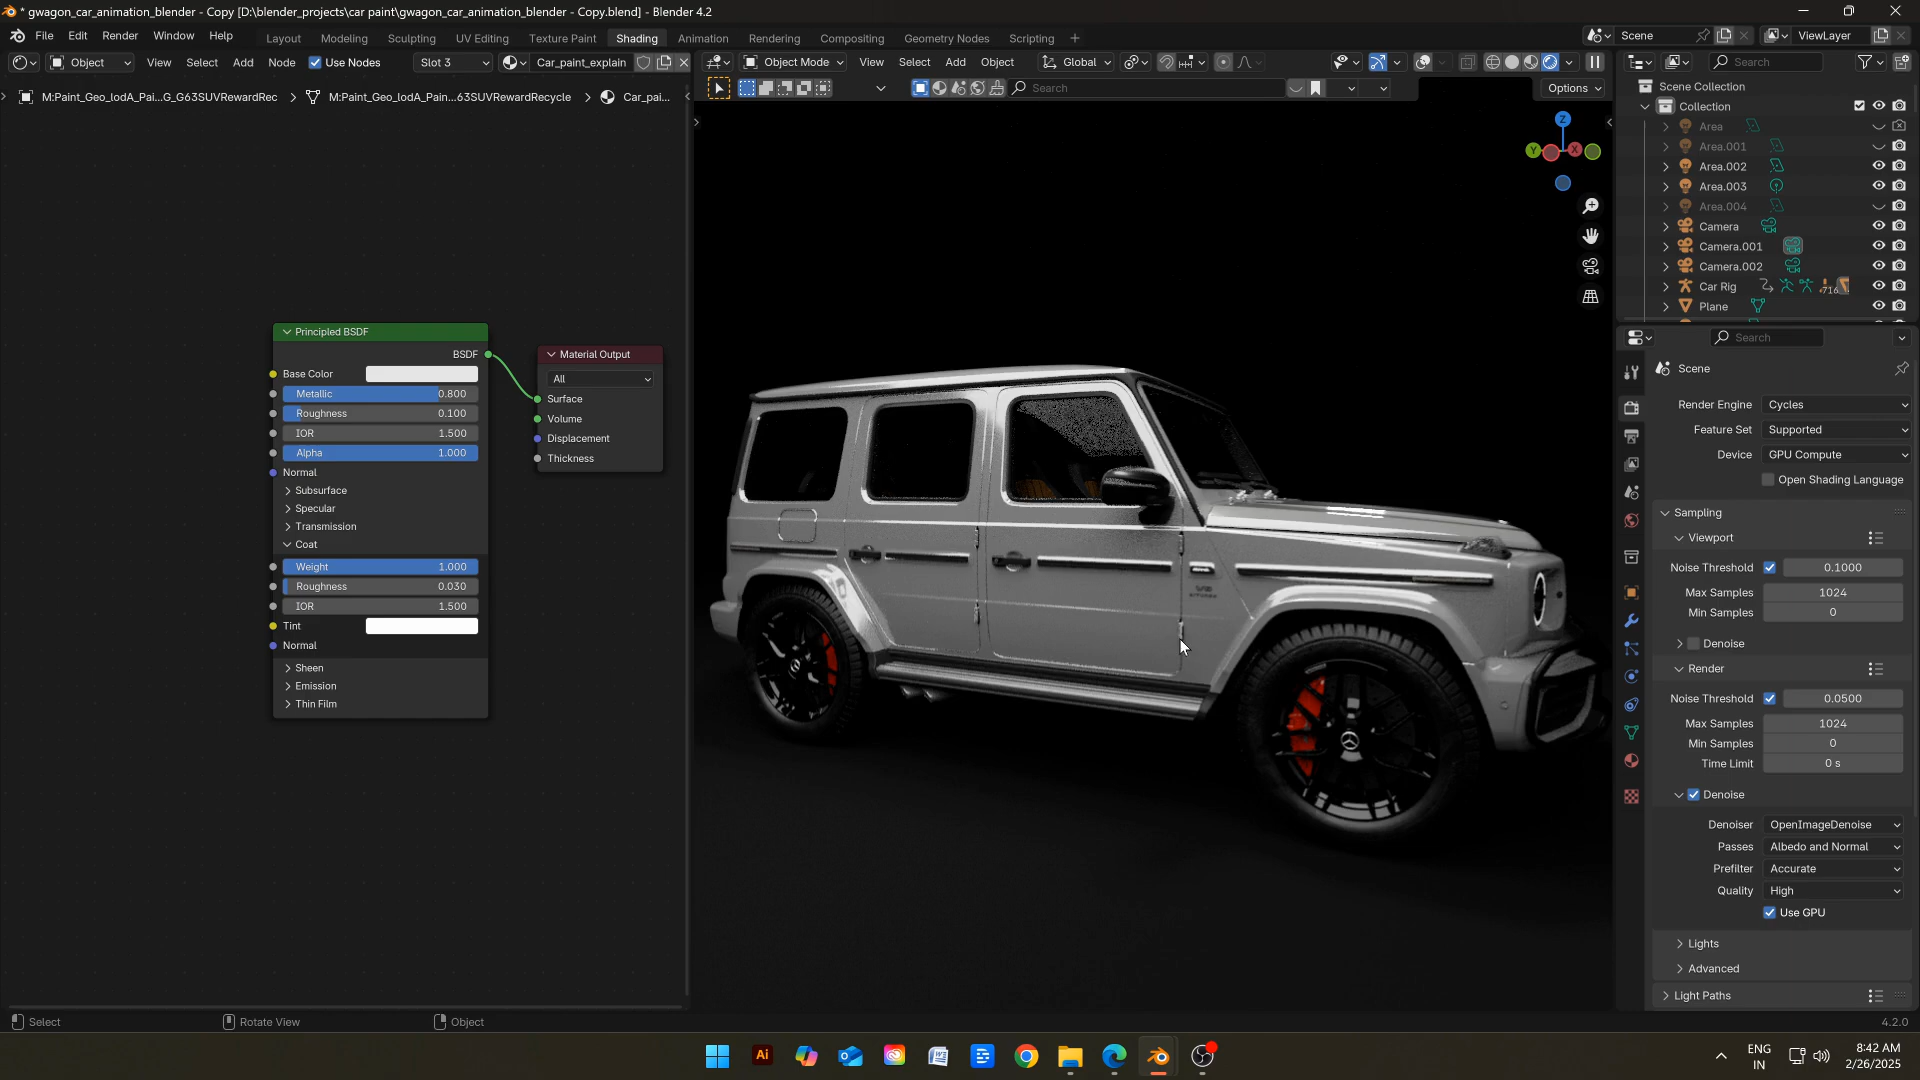 * gwagon_car_animation_blender - Copy [D:\blender_projects\car paint\gwagon_car_animation_blender - Copy.blend] - Blender 4.2
File Edit Render Window Help
Layout Modeling Sculpting UV Editing Texture Paint Shading Animation Rendering Compositing Geometry Nodes Scripting +
Scene
ViewLayer
Object View Select Add Node Use Nodes Slot 3 Car_paint_explain
Object Mode View Select Add Object Global
Search
M:Paint_Geo_lodA_Pai...G_G63SUVRewardRec > M:Paint_Geo_lodA_Pain...63SUVRewardRecycle > Car_pai...
Search
Options
Scene Collection
Collection
Area
Area.001
Area.002
Area.003
Area.004
Camera
Camera.001
Camera.002
Car Rig
Plane
Z
Y
X
Principled BSDF
BSDF
Base Color
Metallic 0.800
Roughness 0.100
IOR 1.500
Alpha 1.000
Normal
Subsurface
Specular
Transmission
Coat
Weight 1.000
Roughness 0.030
IOR 1.500
Tint
Normal
Sheen
Emission
Thin Film
Material Output
All
Surface
Volume
Displacement
Thickness
V8
BITURBO
Search
Scene
Render Engine Cycles
Feature Set Supported
Device GPU Compute
Open Shading Language
Sampling
Viewport
Noise Threshold 0.1000
Max Samples 1024
Min Samples 0
Denoise
Render
Noise Threshold 0.0500
Max Samples 1024
Min Samples 0
Time Limit 0 s
Denoise
Denoiser OpenImageDenoise
Passes Albedo and Normal
Prefilter Accurate
Quality High
Use GPU
Lights
Advanced
Light Paths
Select
Rotate View
Object
4.2.0
Ai
ENG
IN
8:42 AM
2/26/2025